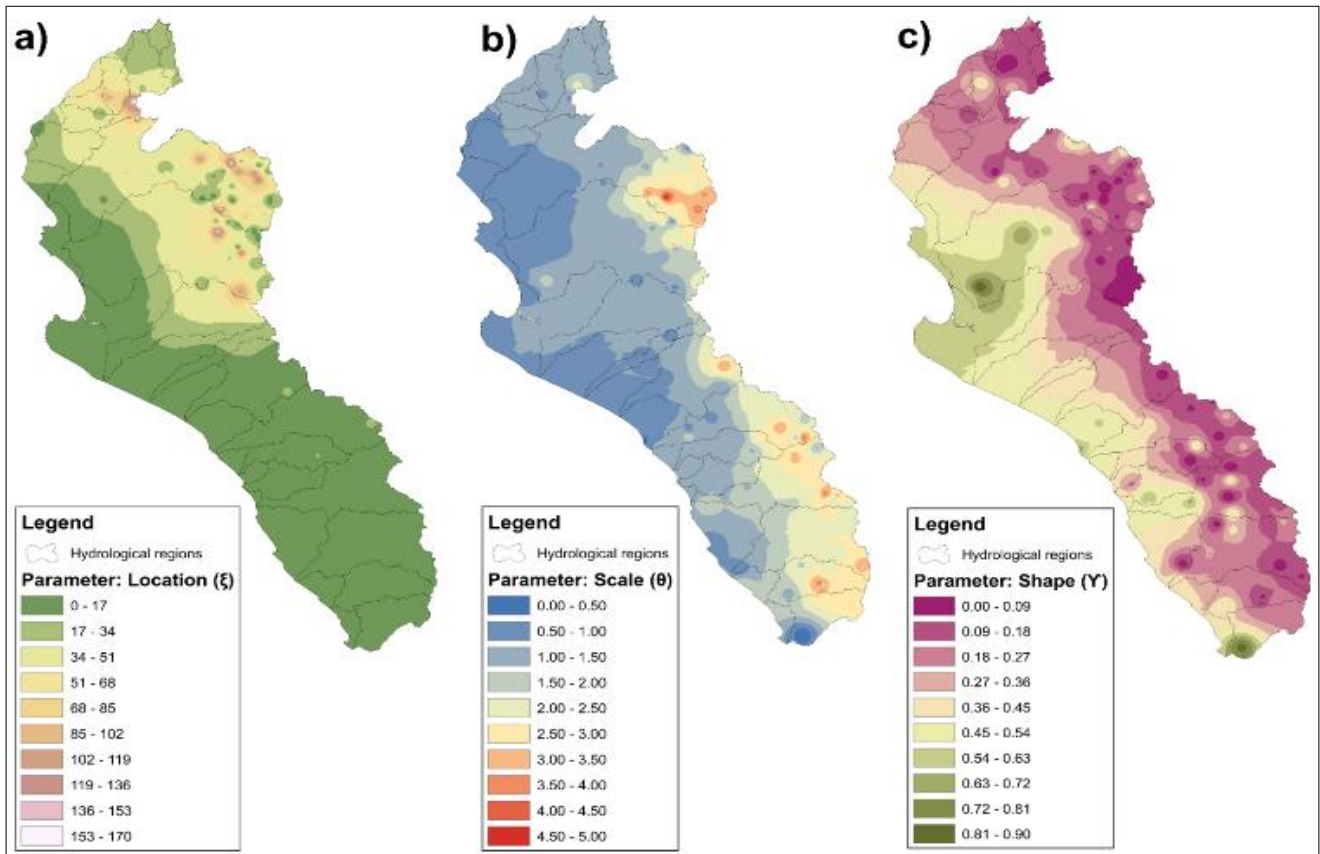 a)
b)
c)
Legend
Hydrological regions
Parameter: Location (ξ)
0 - 17
17 - 34
34 - 51
51 - 68
68 - 85
85 - 102
102 - 119
119 - 136
136 - 153
153 - 170
Legend
Hydrological regions
Parameter: Scale (θ)
0.00 - 0.50
0.50 - 1.00
1.00 - 1.50
1.50 - 2.00
2.00 - 2.50
2.50 - 3.00
3.00 - 3.50
3.50 - 4.00
4.00 - 4.50
4.50 - 5.00
Legend
Hydrological regions
Parameter: Shape (ϒ)
0.00 - 0.09
0.09 - 0.18
0.18 - 0.27
0.27 - 0.36
0.36 - 0.45
0.45 - 0.54
0.54 - 0.63
0.63 - 0.72
0.72 - 0.81
0.81 - 0.90